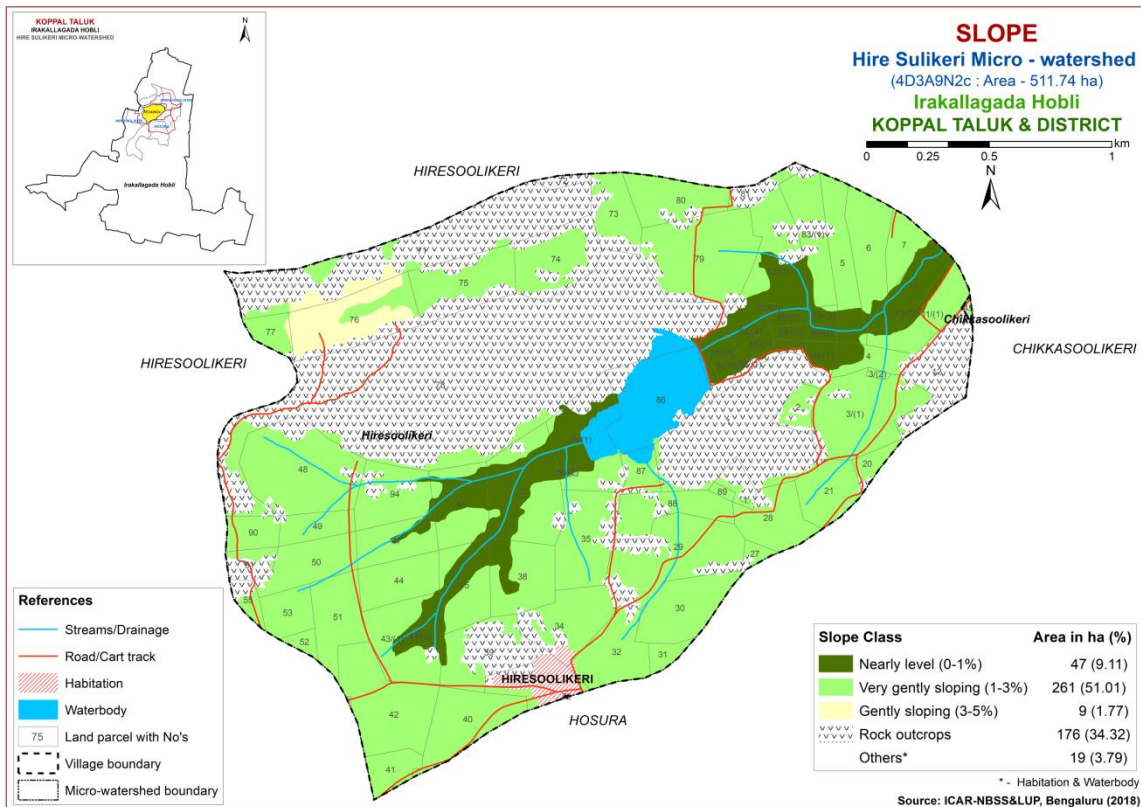 KOPPAL TALUK
IRAKALLAGADA HOBLI
HIRE SULIKERI MICRO-WATERSHED
N
Irakallagada Hobli
SLOPE
Hire Sulikeri Micro - watershed
(4D3A9N2c : Area - 511.74 ha)
Irakallagada Hobli
KOPPAL TALUK & DISTRICT
km
0 0.25 0.5 1
N
HIRESOOLIKERI
80
73
83/(1)
6
7
79
5
74
75
76
77
Chikkasoolikeri
HIRESOOLIKERI
CHIKKASOOLIKERI
4
3/(2)
78
86
2
3/(1)
Hiresoolikeri
48
87
20
94
89
21
88
28
49
90
35
29
50
27
44
38
53
51
30
52
34
32
31
HIRESOOLIKERI
42
40
HOSURA
41
References
Streams/Drainage
Road/Cart track
Habitation
Waterbody
75 Land parcel with No's
Village boundary
Micro-watershed boundary
Slope Class Area in ha (%)
Nearly level (0-1%) 47 (9.11)
Very gently sloping (1-3%) 261 (51.01)
Gently sloping (3-5%) 9 (1.77)
Rock outcrops 176 (34.32)
Others* 19 (3.79)
* - Habitation & Waterbody
Source: ICAR-NBSS&LUP, Bengaluru (2018)